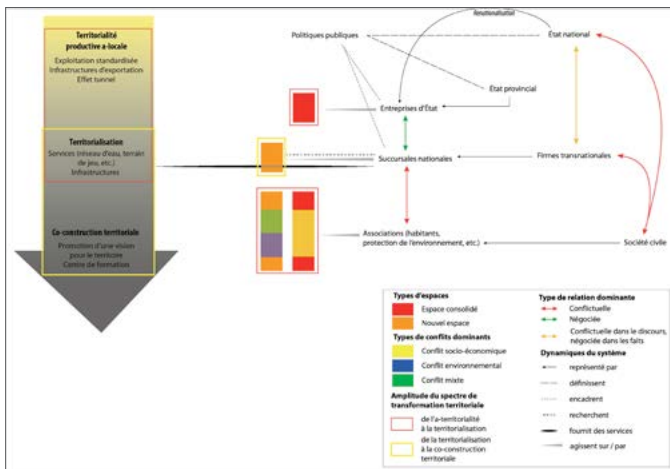 Territorialité
productive a-locale
Exploitation standardisée
Infrastructures d'exportation
Effet tunnel
Territorialisation
Services (réseau d'eau, terrain
de jeu, etc.)
Infrastructures
Co-construction territoriale
Promotion d'une vision
pour le territoire
Centre de formation
Politiques publiques
Renationalisation
État national
État provincial
Entreprises d'État
Succursales nationales
Firmes transnationales
Associations (habitants,
protection de l'environnement, etc.)
Société civile
Types d'espaces
Espace consolidé
Nouvel espace
Types de conflits dominants
Conflit socio-économique
Conflit environnemental
Conflit mixte
Amplitude du spectre de
transformation territoriale
de l'a-territorialité
à la territorialisation
de la territorialisation
à la co-construction
territoriale
Type de relation dominante
Conflictuelle
Négociée
Conflictuelle dans le discours,
négociée dans les faits
Dynamiques du système
représenté par
définissent
encadrent
recherchent
fournit des services
agissent sur / par